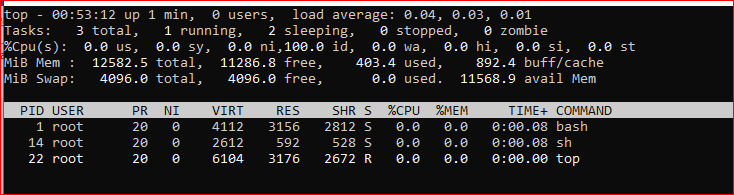 top - 00:53:12 up 1 min,  0 users,  load average: 0.04, 0.03, 0.01
Tasks:   3 total,   1 running,   2 sleeping,   0 stopped,   0 zombie
%Cpu(s):  0.0 us,  0.0 sy,  0.0 ni,100.0 id,  0.0 wa,  0.0 hi,  0.0 si,  0.0 st
MiB Mem :  12582.5 total,  11286.8 free,    403.4 used,    892.4 buff/cache
MiB Swap:   4096.0 total,   4096.0 free,      0.0 used.  11568.9 avail Mem
PID USER      PR  NI    VIRT    RES    SHR S  %CPU  %MEM     TIME+ COMMAND
1 root      20   0    4112   3156   2812 S   0.0   0.0   0:00.08 bash
14 root      20   0    2612    592    528 S   0.0   0.0   0:00.08 sh
22 root      20   0    6104   3176   2672 R   0.0   0.0   0:00.00 top